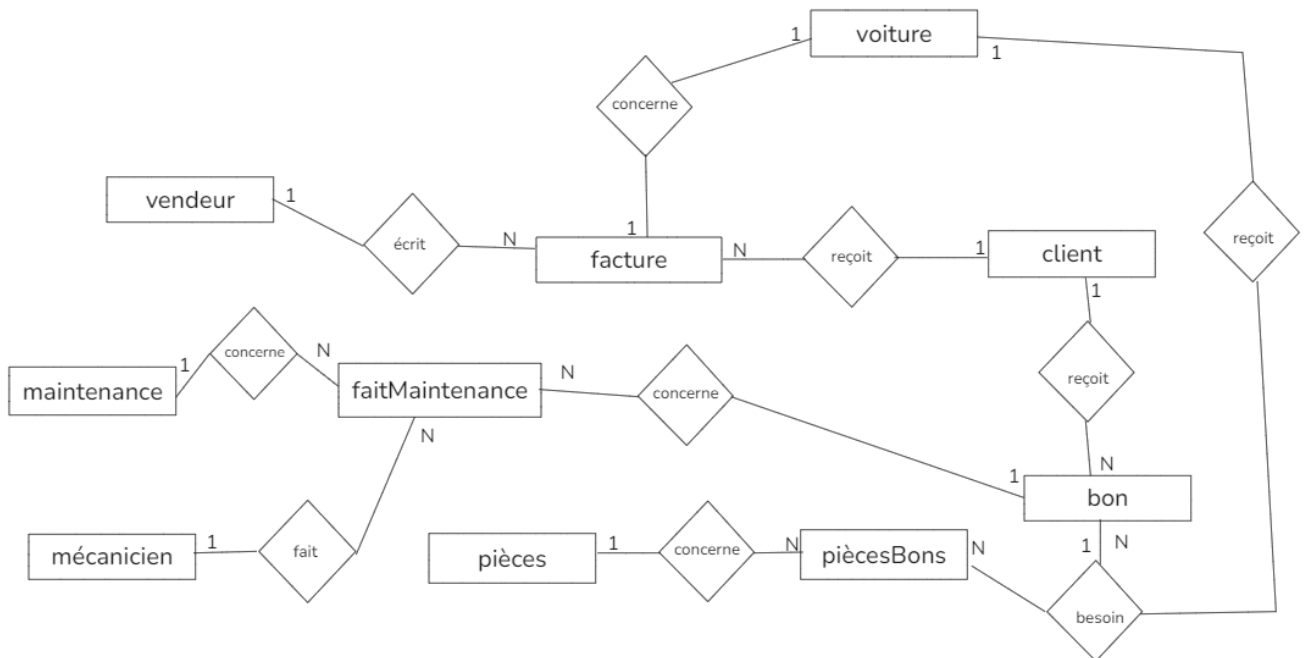 voiture
1
1
concerne
vendeur
1
écrit
N
1
facture
N
reçoit
1
client
reçoit
1
maintenance
1
concerne
N
faitMaintenance
N
concerne
reçoit
N
1
N
bon
mécanicien
1
fait
pièces
1
concerne
N
piècesBons
N
1
N
besoin